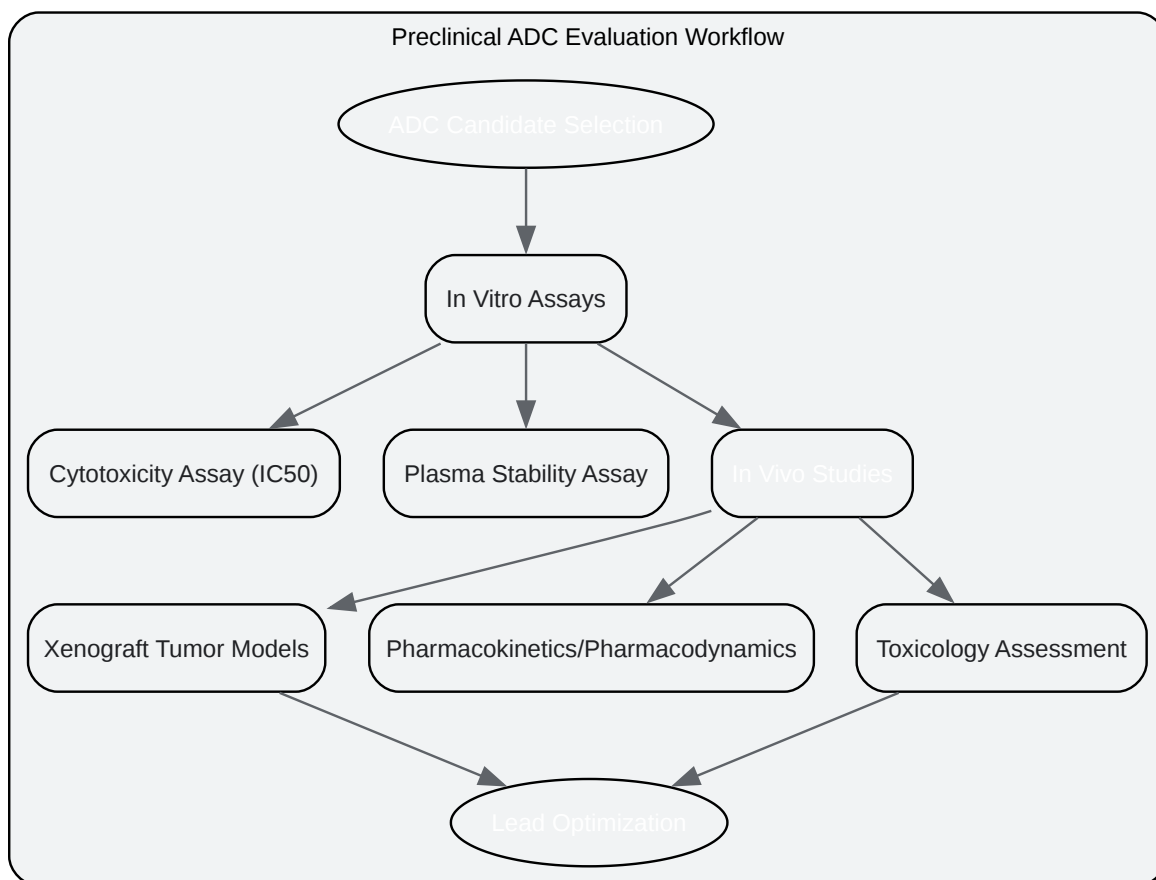 Preclinical ADC Evaluation Workflow
ADC Candidate Selection
In Vitro Assays
Cytotoxicity Assay (IC50)
Plasma Stability Assay
In Vivo Studies
Xenograft Tumor Models
Pharmacokinetics/Pharmacodynamics
Toxicology Assessment
Lead Optimization